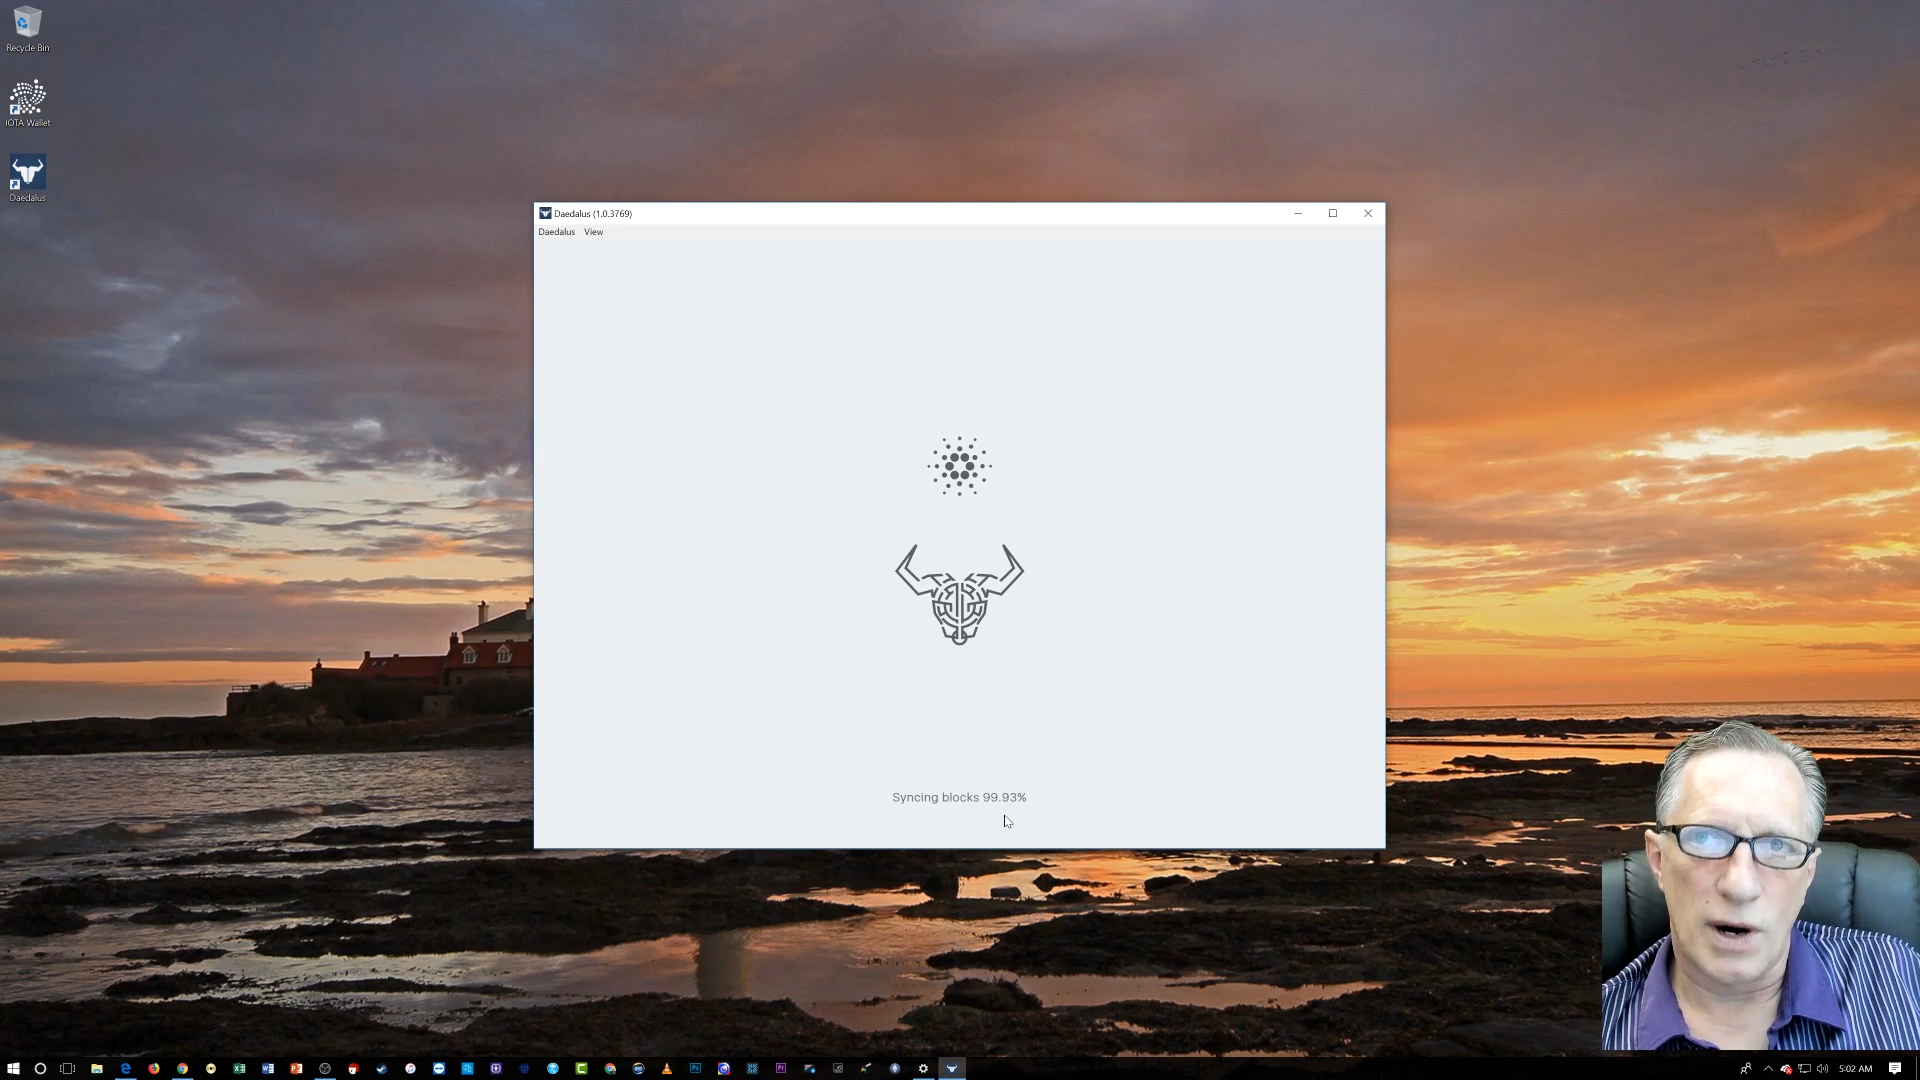 Recycle Bin
IOTA Wallet
Daedalus
Daedalus (1.0.3769)
Daedalus View
Syncing blocks 99.93%
5:02 AM